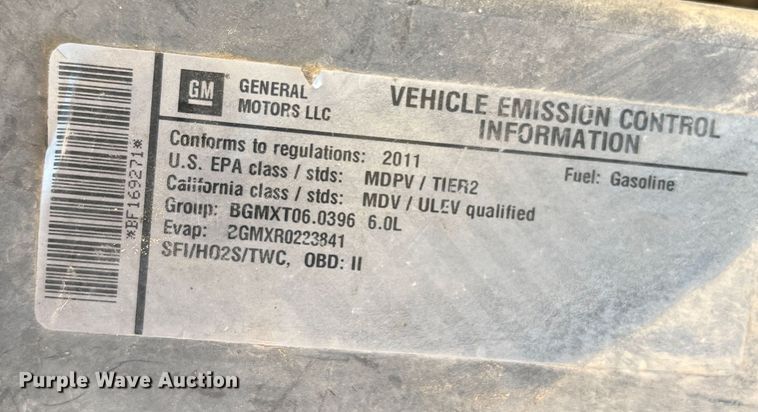 *BF169271*
GM
GENERAL
MOTORS LLC
VEHICLE EMISSION CONTROL
INFORMATION
Conforms to regulations: 2011
Fuel: Gasoline
U.S. EPA class / stds: MDPV / TIER2
California class / stds: MDV / ULEV qualified
Group: BGMXT06.0396 6.0L
Evap: BGMXR0223841
SFI/HO2S/TWC, OBD: II
Purple Wave Auction